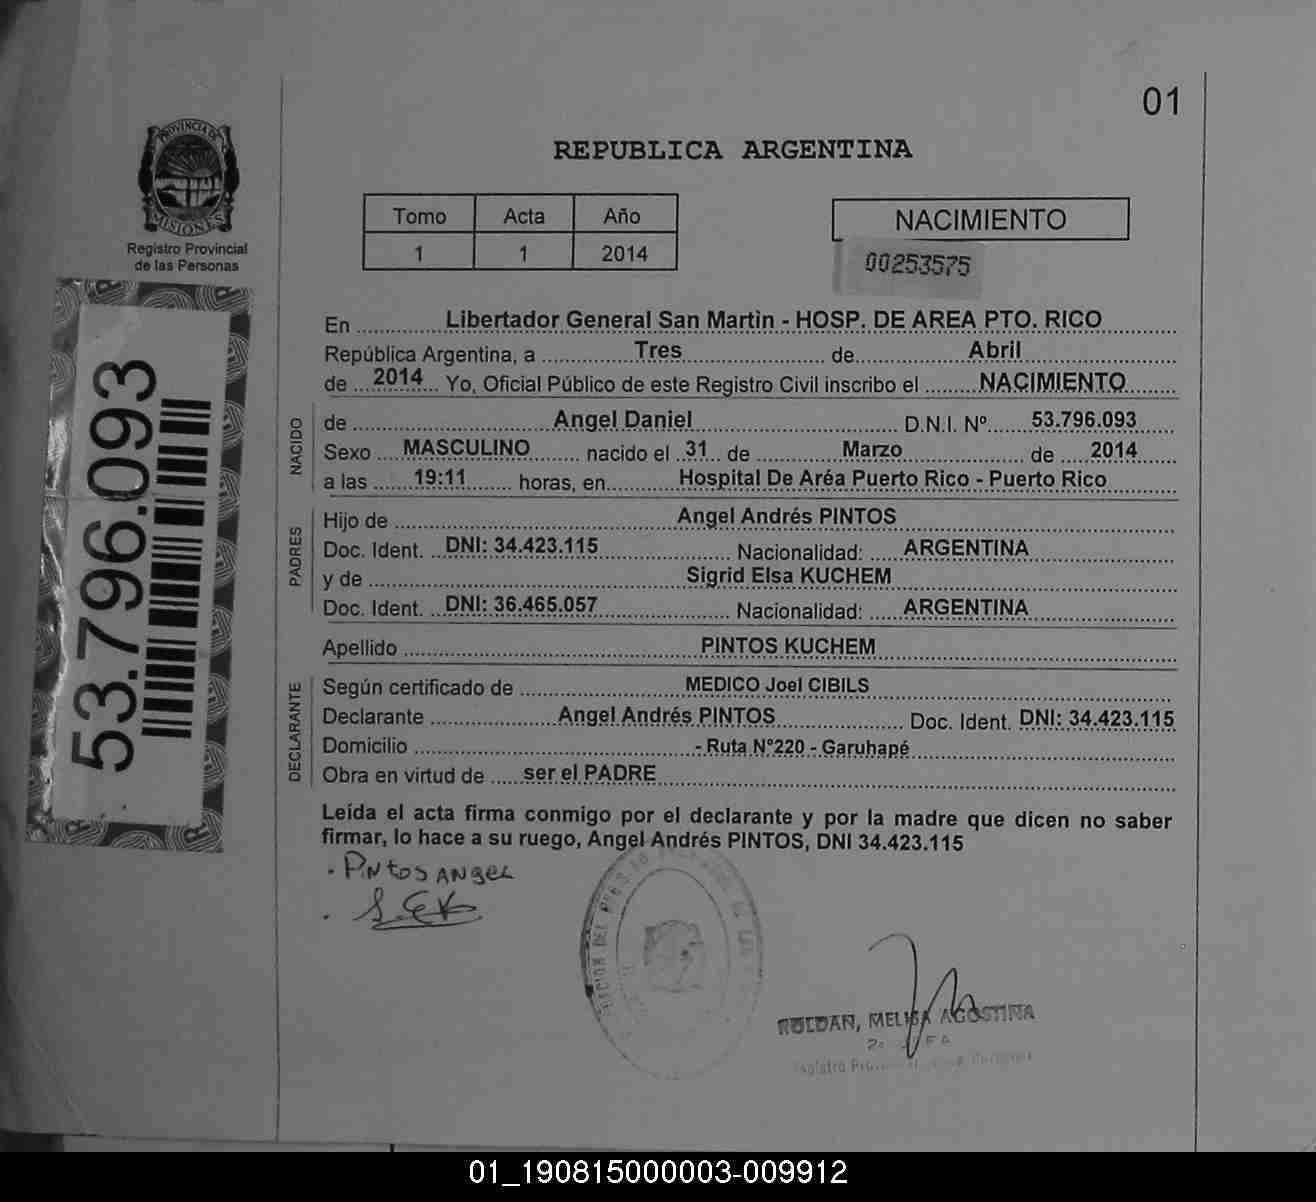 01
REPUBLICA ARGENTINA
PROVINCIA DE
MISIONES
Registro Provincial
de las Personas
Tomo Acta Año
1 1 2014
NACIMIENTO
00253575
53.796.093
En Libertador General San Martin - HOSP. DE AREA PTO. RICO
República Argentina, a Tres de Abril
de 2014 Yo, Oficial Público de este Registro Civil inscribo el NACIMIENTO
NACIDO
de Angel Daniel D.N.I. Nº 53.796.093
Sexo MASCULINO nacido el 31 de Marzo de 2014
a las 19:11 horas, en Hospital De Aréa Puerto Rico - Puerto Rico
PADRES
Hijo de Angel Andrés PINTOS
Doc. Ident. DNI: 34.423.115 Nacionalidad: ARGENTINA
y de Sigrid Elsa KUCHEM
Doc. Ident. DNI: 36.465.057 Nacionalidad: ARGENTINA
Apellido PINTOS KUCHEM
DECLARANTE
Según certificado de MEDICO Joel CIBILS
Declarante Angel Andrés PINTOS Doc. Ident. DNI: 34.423.115
Domicilio - Ruta N°220 - Garuhapé
Obra en virtud de ser el PADRE
Leída el acta firma conmigo por el declarante y por la madre que dicen no saber
firmar, lo hace a su ruego, Angel Andrés PINTOS, DNI 34.423.115
Pintos Angel
S.E.K
ROLDAN, MELISA AGOSTINA
01_190815000003-009912